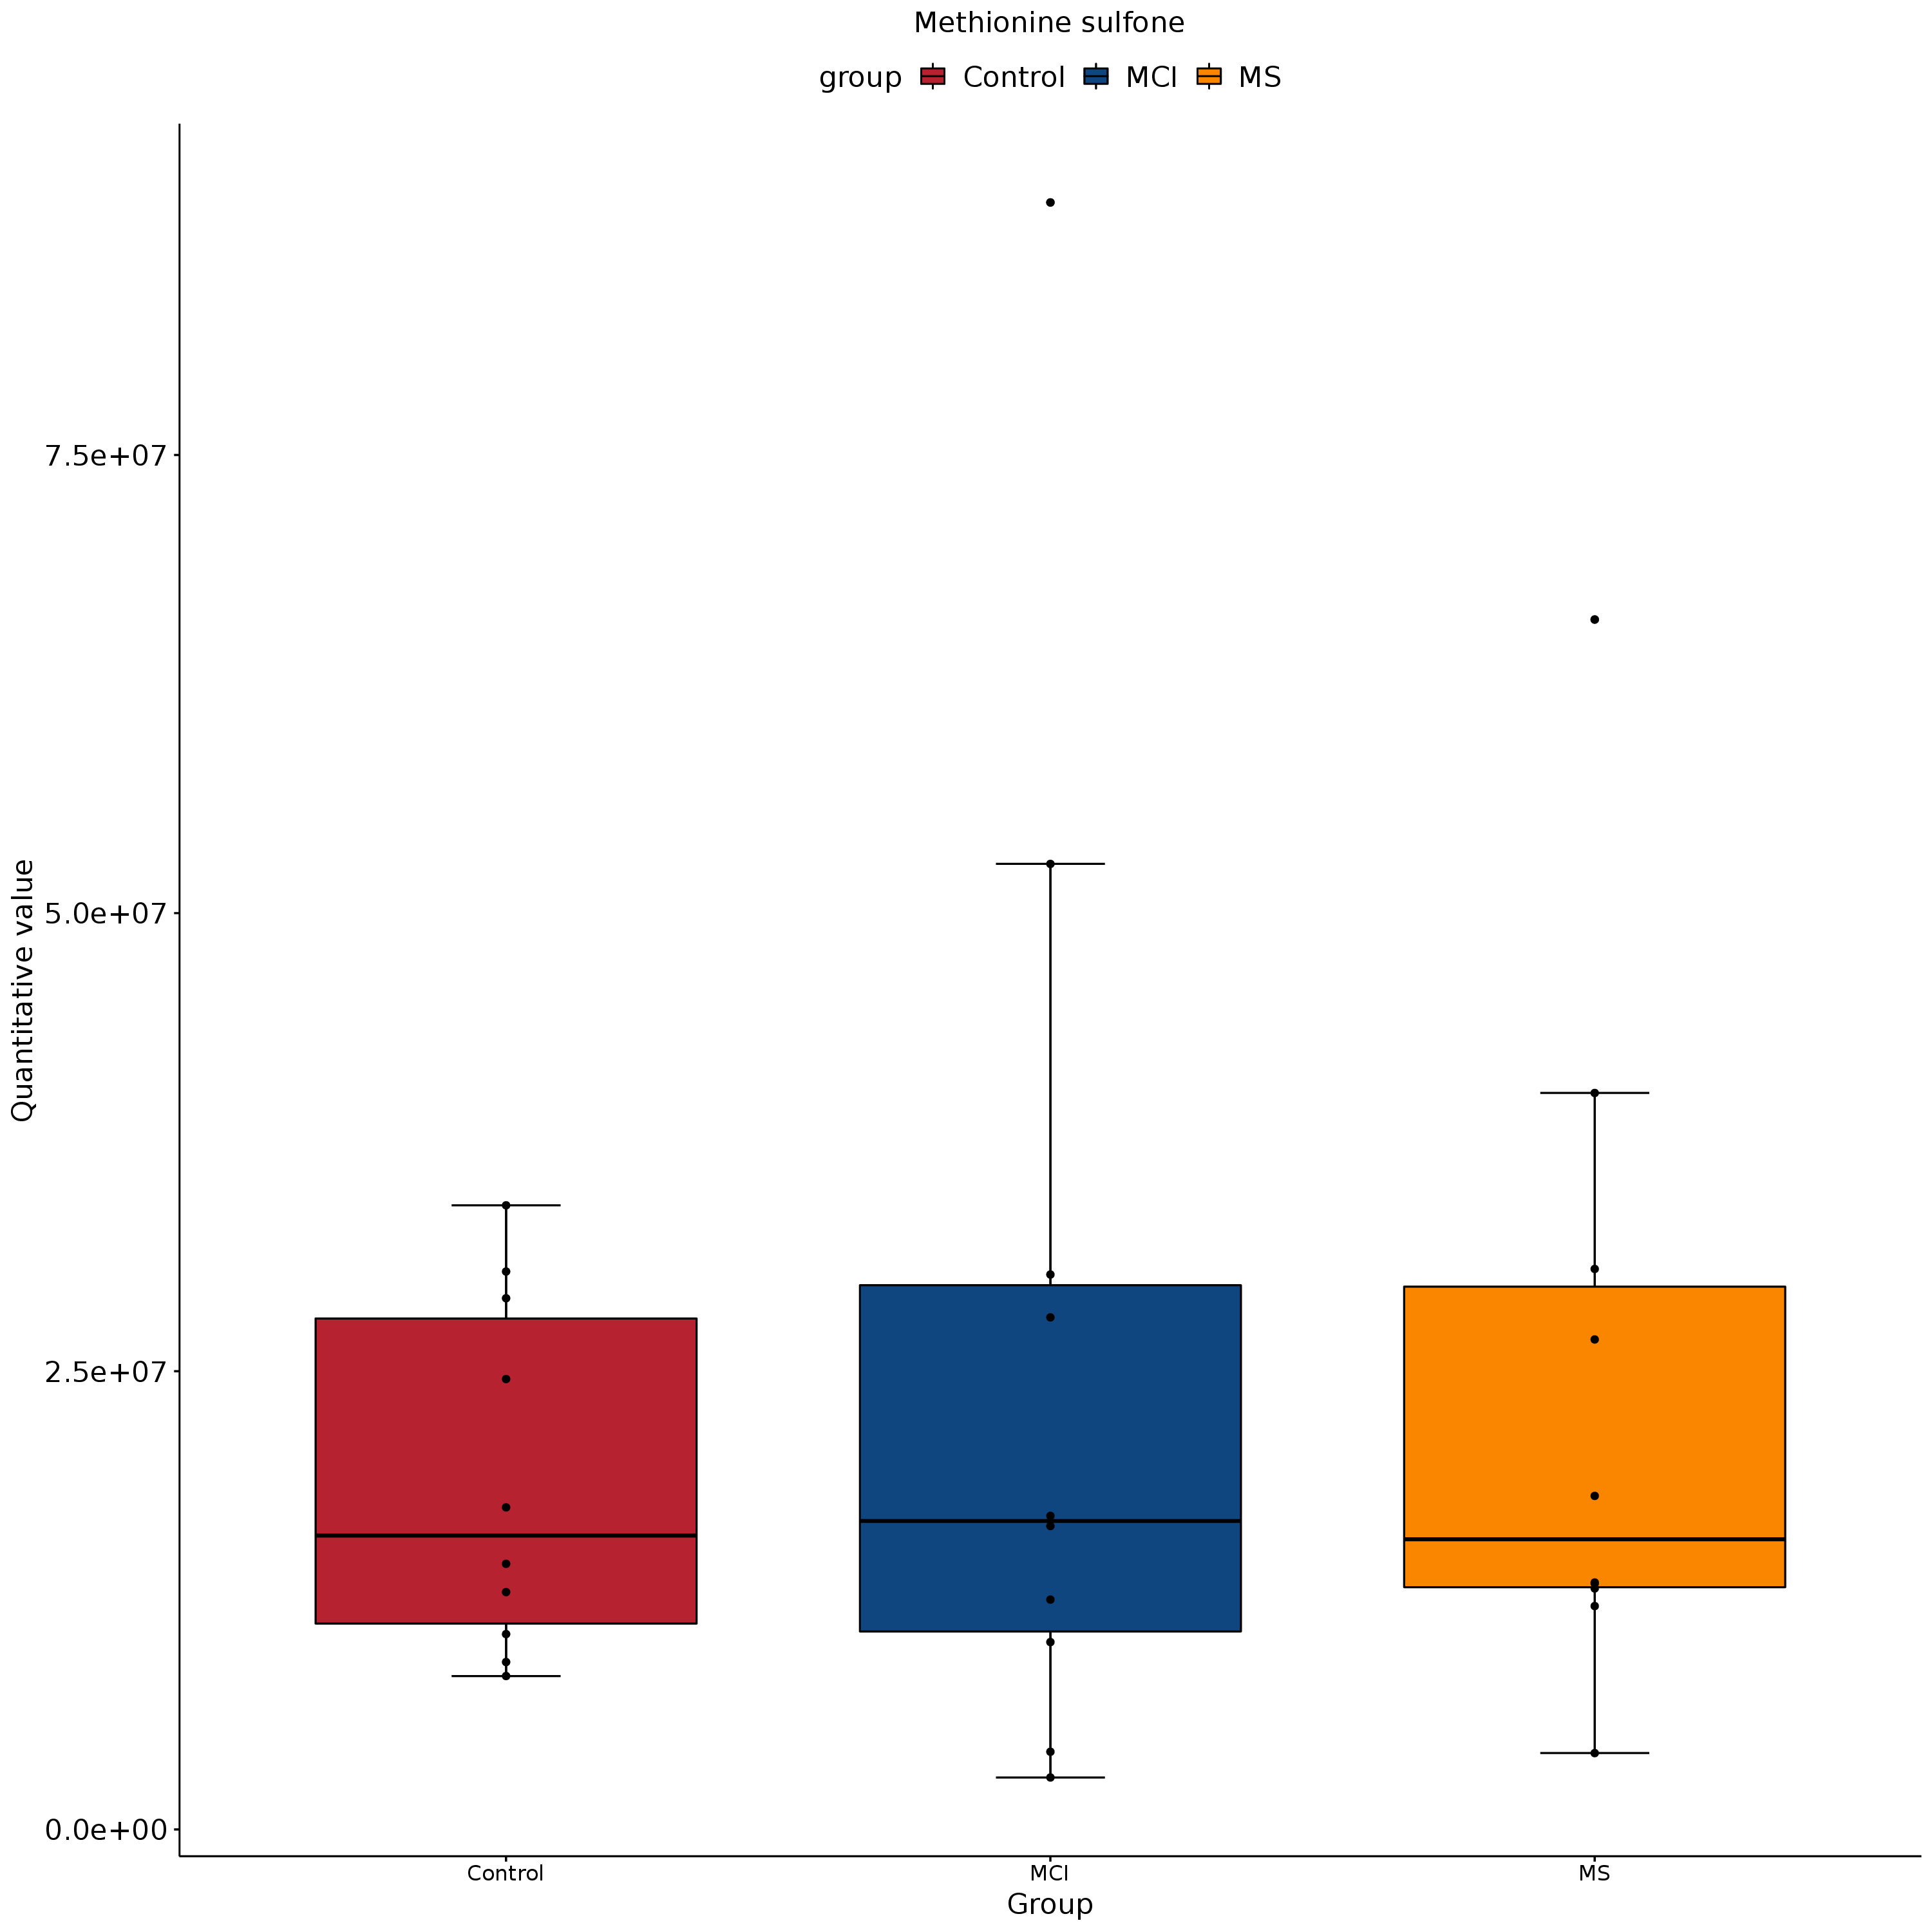 Methionine sulfone
group Control MCI MS
Quantitative value
7.5e+07
5.0e+07
2.5e+07
0.0e+00
Control MCI MS
Group